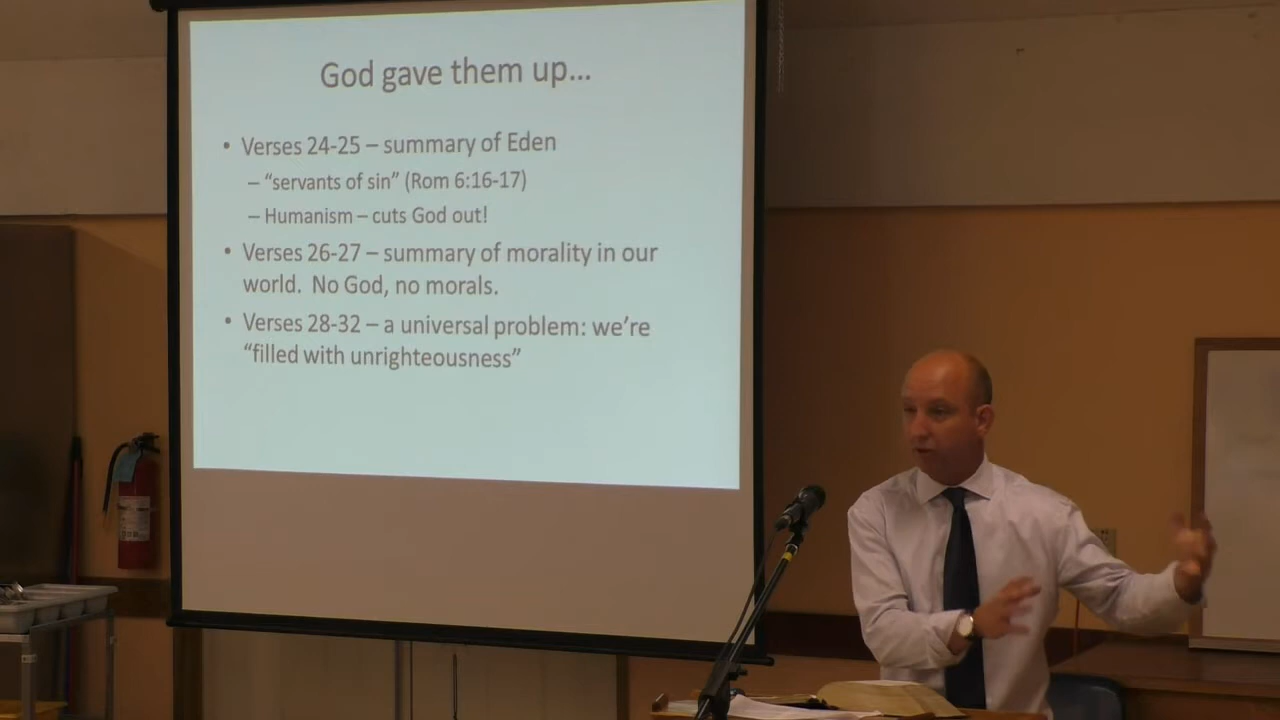 God gave them up...
• Verses 24-25 – summary of Eden
– “servants of sin” (Rom 6:16-17)
– Humanism – cuts God out!
• Verses 26-27 – summary of morality in our
world. No God, no morals.
• Verses 28-32 – a universal problem: we’re
“filled with unrighteousness”